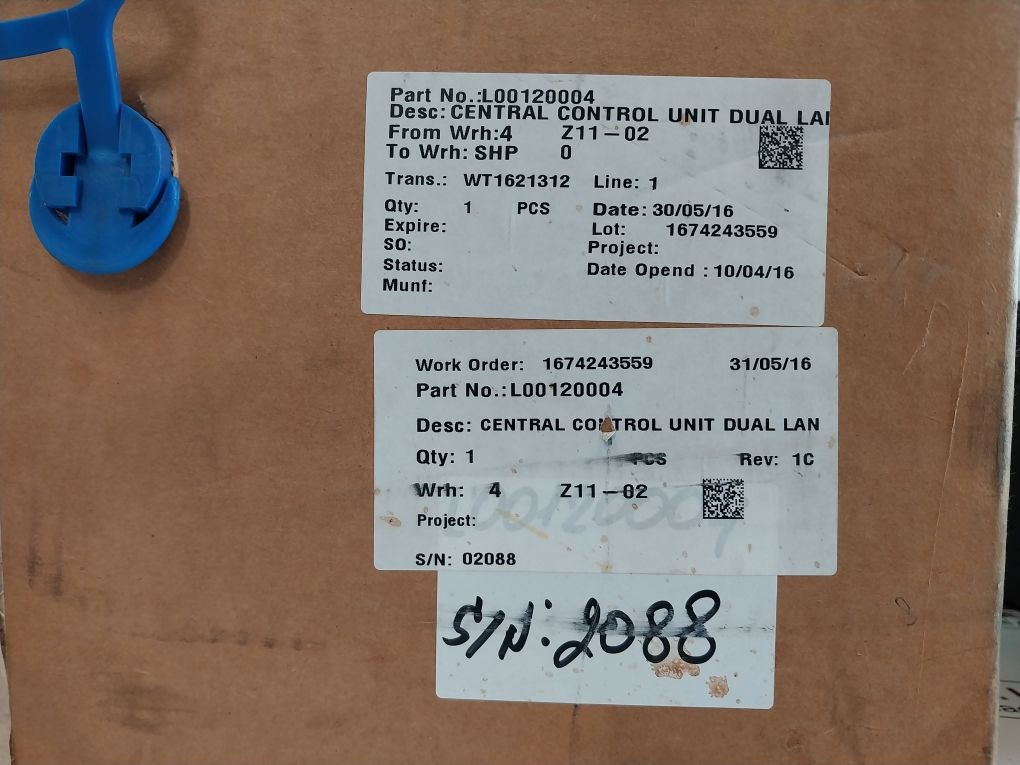 Part No.:L00120004
Desc: CENTRAL CONTROL UNIT DUAL LAN
From Wrh:4 Z11-02
To Wrh: SHP 0
Trans.: WT1621312 Line: 1
Qty: 1 PCS Date: 30/05/16
Expire: Lot: 1674243559
SO: Project:
Status: Date Opend : 10/04/16
Munf:
Work Order: 1674243559 31/05/16
Part No.:L00120004
Desc: CENTRAL CONTROL UNIT DUAL LAN
Qty: 1 PCS Rev: 1C
Wrh: 4 Z11-02
Project:
L00120004
S/N: 02088
S/N: 2088